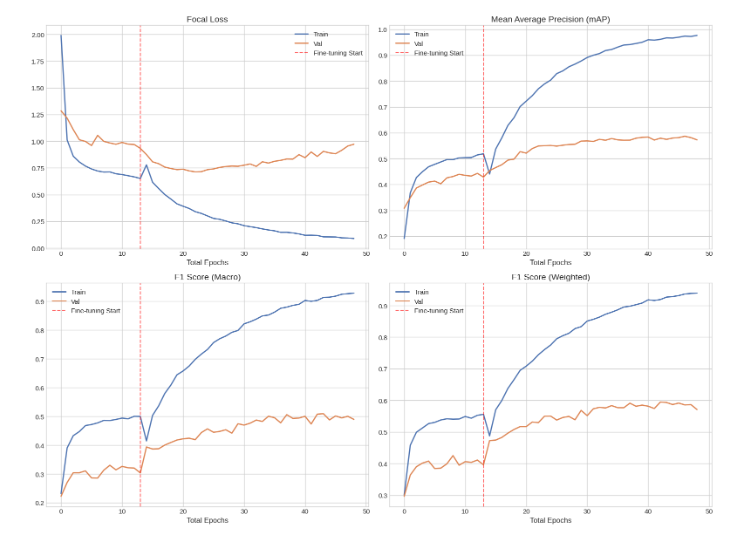 Focal Loss
2.00
1.75
1.50
1.25
1.00
0.75
0.50
0.25
0.00
Train
Val
Fine-tuning Start
0 10 20 30 40 50
Total Epochs
Mean Average Precision (mAP)
1.0
0.9
0.8
0.7
0.6
0.5
0.4
0.3
0.2
Train
Val
Fine-tuning Start
0 10 20 30 40 50
Total Epochs
F1 Score (Macro)
0.9
0.8
0.7
0.6
0.5
0.4
0.3
0.2
Train
Val
Fine-tuning Start
0 10 20 30 40 50
Total Epochs
F1 Score (Weighted)
0.9
0.8
0.7
0.6
0.5
0.4
0.3
Train
Val
Fine-tuning Start
0 10 20 30 40 50
Total Epochs